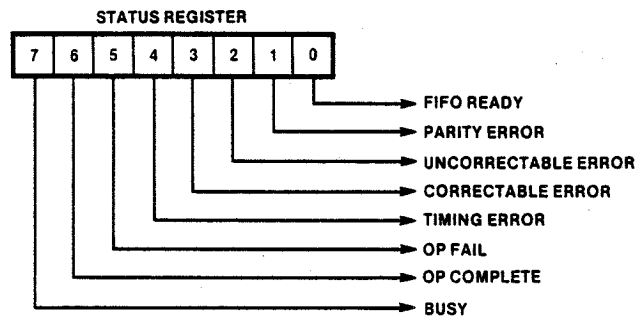 STATUS REGISTER
7 6 5 4 3 2 1 0
FIFO READY
PARITY ERROR
UNCORRECTABLE ERROR
CORRECTABLE ERROR
TIMING ERROR
OP FAIL
OP COMPLETE
BUSY